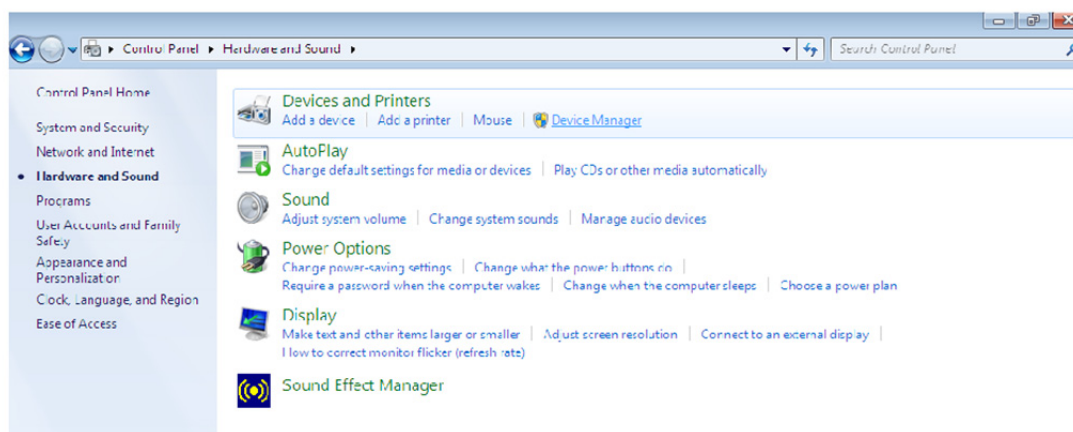 Control Panel ▸ Hardware and Sound ▸
Search Control Panel
Control Panel Home
System and Security
Network and Internet
Hardware and Sound
Programs
User Accounts and Family
Safety
Appearance and
Personalization
Clock, Language, and Region
Ease of Access
Devices and Printers
Add a device | Add a printer | Mouse | Device Manager
AutoPlay
Change default settings for media or devices | Play CDs or other media automatically
Sound
Adjust system volume | Change system sounds | Manage audio devices
Power Options
Change power-saving settings | Change what the power buttons do |
Require a password when the computer wakes | Change when the computer sleeps | Choose a power plan
Display
Make text and other items larger or smaller | Adjust screen resolution | Connect to an external display |
How to correct monitor flicker (refresh rate)
Sound Effect Manager